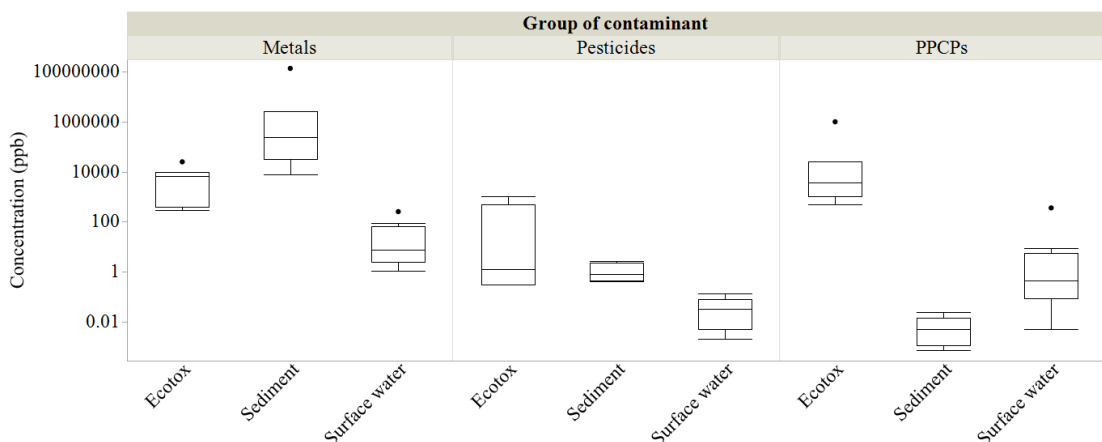 Group of contaminant
Metals Pesticides PPCPs
Concentration (ppb)
100000000
1000000
10000
100
1
0.01
Ecotox Sediment Surface water Ecotox Sediment Surface water Ecotox Sediment Surface water